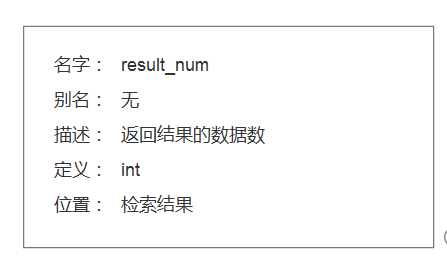 名字： result_num
别名： 无
描述： 返回结果的数据数
定义： int
位置： 检索结果